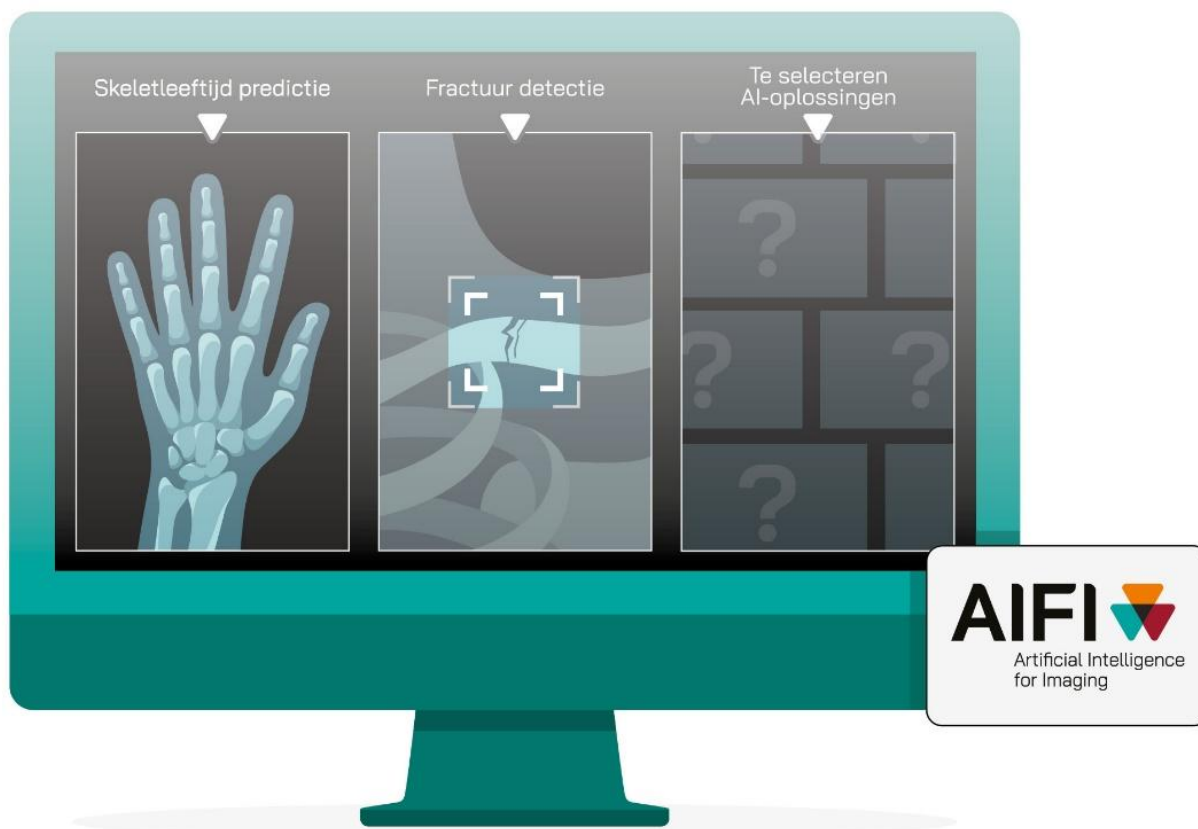 Skeletleeftijd predictie
Fractuur detectie
Te selecteren
AI-oplossingen
?
?
?
?
AIFI
Artificial Intelligence
for Imaging